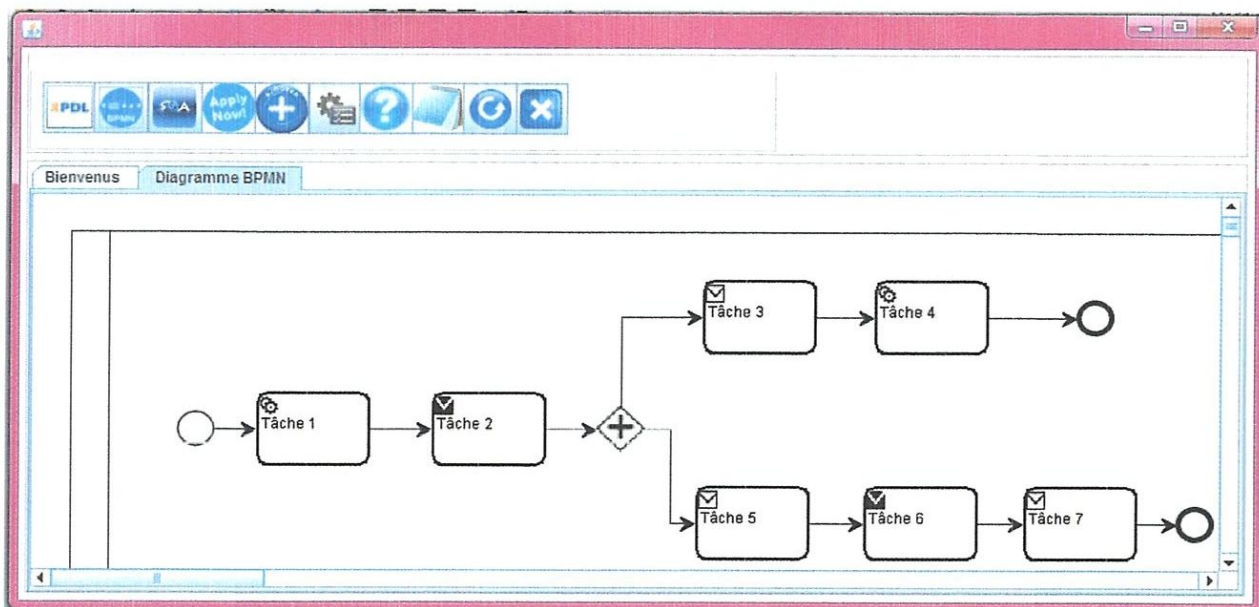 XPDL
BPMN
Apply
Now!
Bienvenus
Diagramme BPMN
Tâche 3
Tâche 4
Tâche 1
Tâche 2
Tâche 5
Tâche 6
Tâche 7